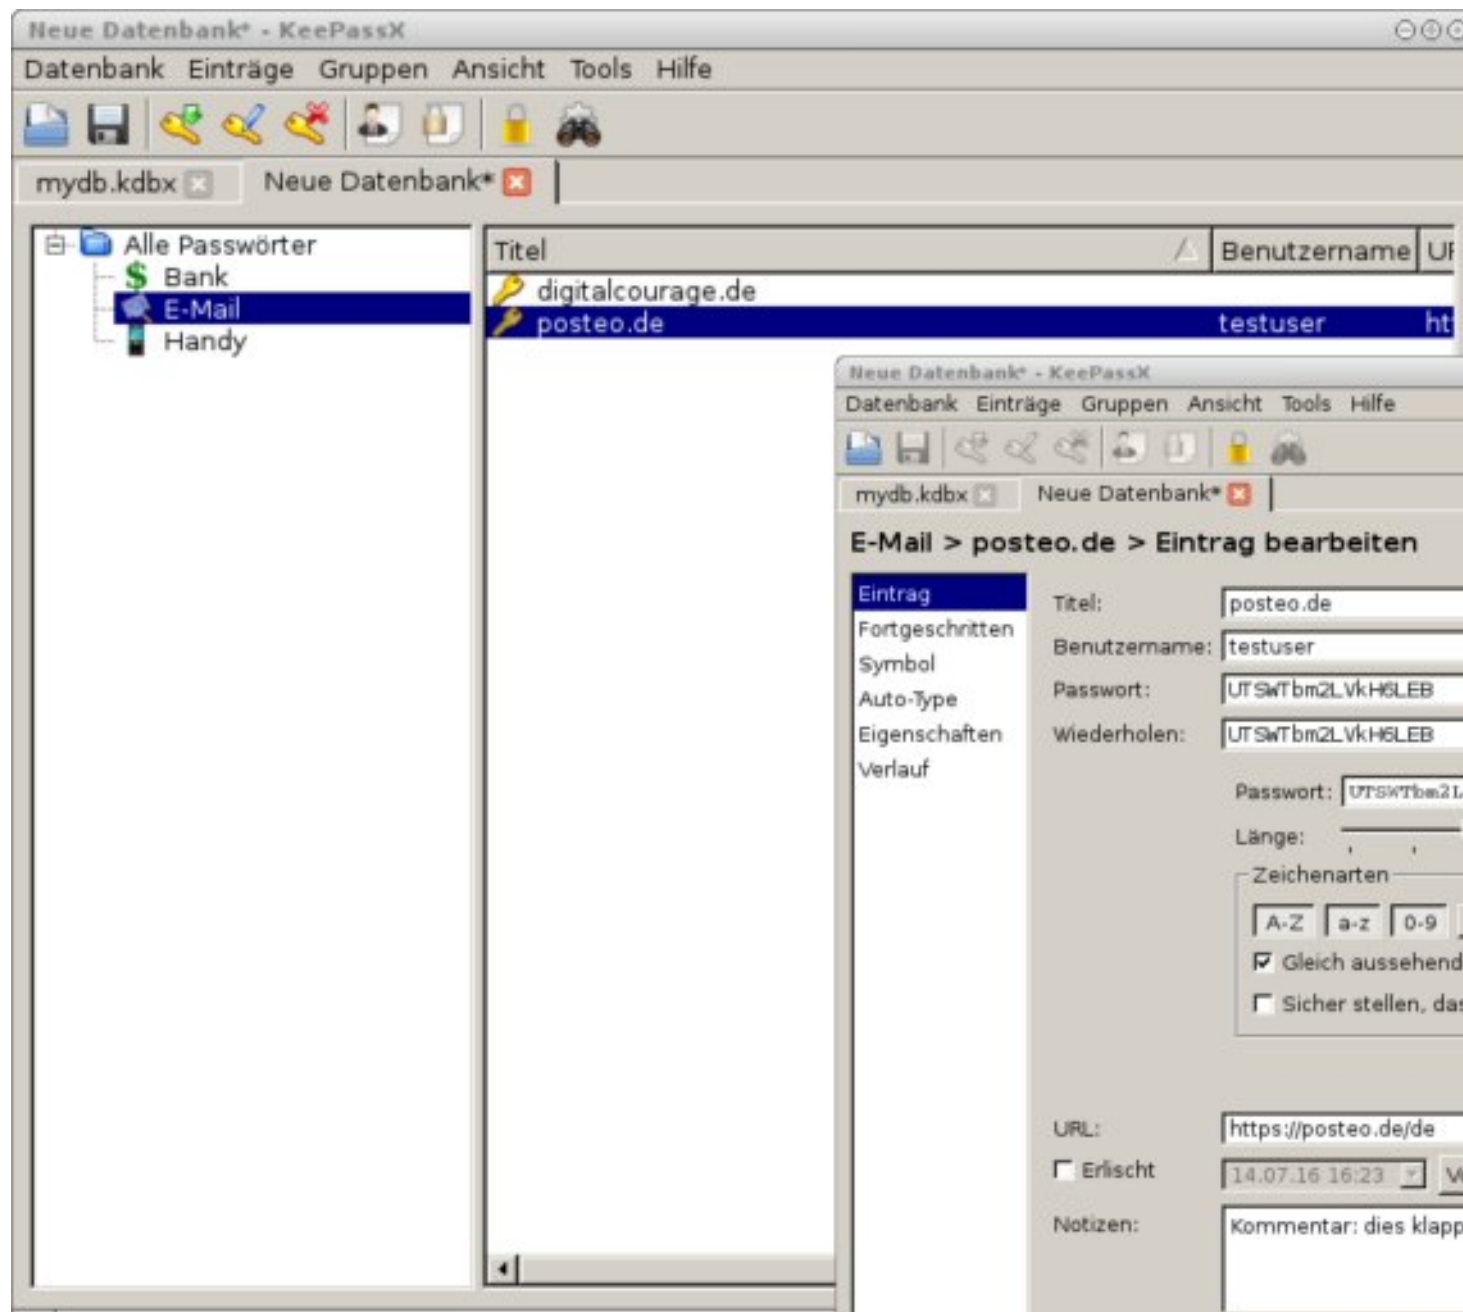 Neue Datenbank* - KeePassX
Datenbank Einträge Gruppen Ansicht Tools Hilfe
mydb.kdbx Neue Datenbank*
Alle Passwörter
Bank
E-Mail
Handy
Titel Benutzername
digitalcourage.de
posteo.de testuser
Neue Datenbank* - KeePassX
Datenbank Einträge Gruppen Ansicht Tools Hilfe
mydb.kdbx Neue Datenbank*
E-Mail > posteo.de > Eintrag bearbeiten
Eintrag
Fortgeschritten
Symbol
Auto-Type
Eigenschaften
Verlauf
Titel: posteo.de
Benutzername: testuser
Passwort: UTSWTbm2LVkH6LEB
Wiederholen: UTSWTbm2LVkH6LEB
Passwort: UTSWTbm2L
Länge:
Zeichenarten
A-Z a-z 0-9
Gleich aussehend
Sicher stellen, das
URL: https://posteo.de/de
Erlischt 14.07.16 16:23
Notizen: Kommentar: dies klapp